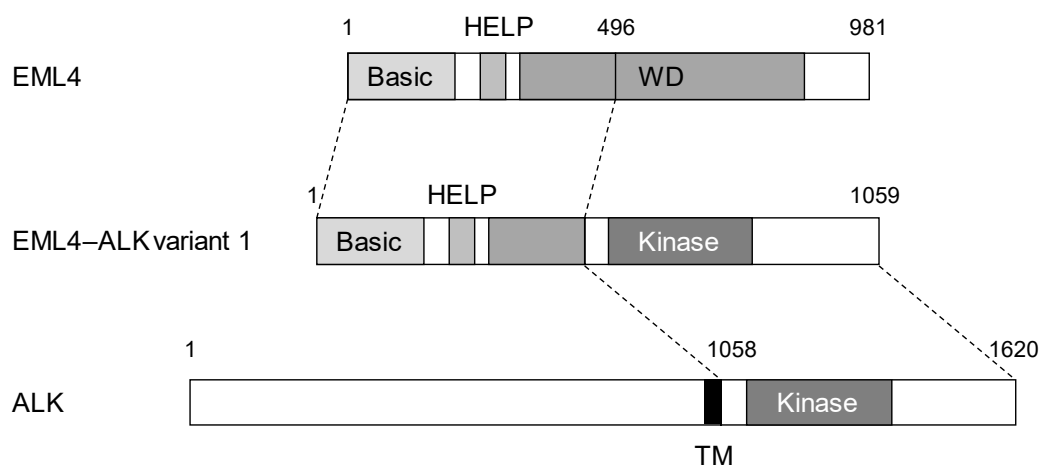 1 HELP 496 981
EML4 Basic WD
1 HELP 1059
EML4–ALK variant 1 Basic Kinase
1 1058 1620
ALK Kinase
TM